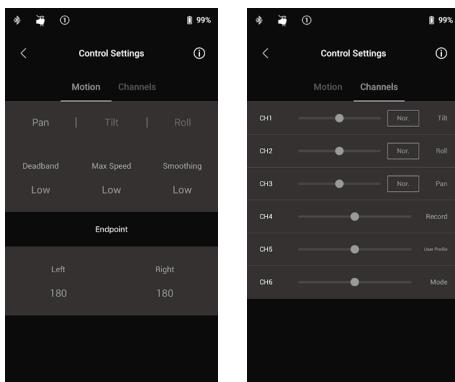 ① 99%
Control Settings
Motion Channels
Pan | Tilt | Roll
Deadband Max Speed Smoothing
Low Low Low
Endpoint
Left Right
180 180
① 99%
Control Settings
Motion Channels
CH1 Nor. Tilt
CH2 Nor. Roll
CH3 Nor. Pan
CH4 Record
CH5 User Profile
CH6 Mode